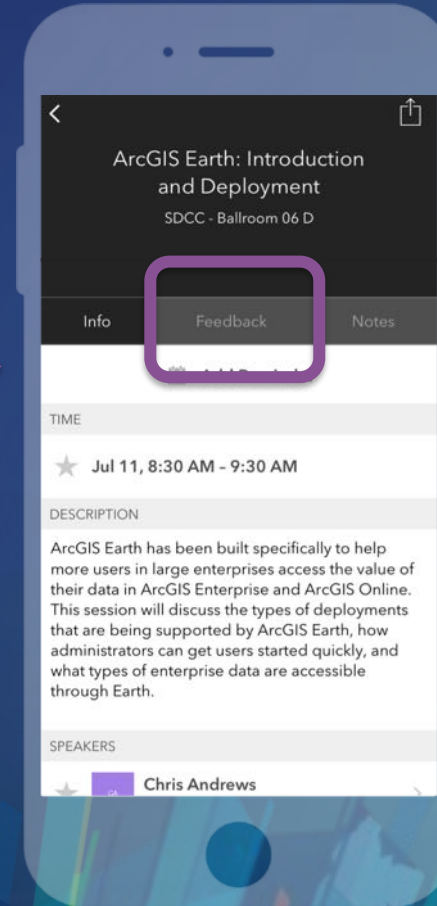 ArcGIS Earth: Introduction
and Deployment
SDCC - Ballroom 06 D
Info
Feedback
Notes
TIME
Jul 11, 8:30 AM – 9:30 AM
DESCRIPTION
ArcGIS Earth has been built specifically to help
more users in large enterprises access the value of
their data in ArcGIS Enterprise and ArcGIS Online.
This session will discuss the types of deployments
that are being supported by ArcGIS Earth, how
administrators can get users started quickly, and
what types of enterprise data are accessible
through Earth.
SPEAKERS
CA
Chris Andrews